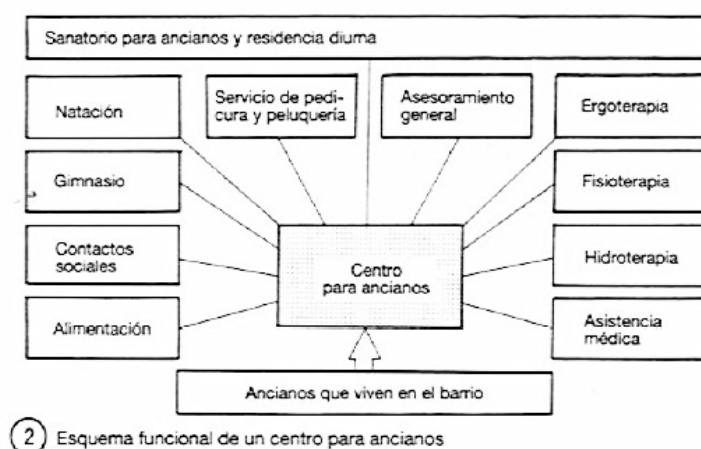 Sanatorio para ancianos y residencia diurna
Natación
Servicio de pedi-
cura y peluquería
Asesoramiento
general
Ergoterapia
Gimnasio
Fisioterapia
Contactos
sociales
Centro
para ancianos
Hidroterapia
Alimentación
Asistencia
médica
Ancianos que viven en el barrio
2 Esquema funcional de un centro para ancianos